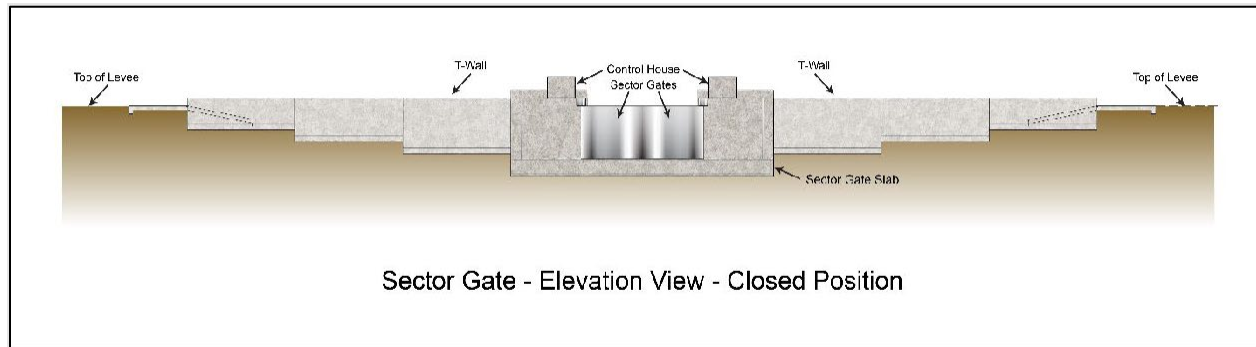 Top of Levee
T-Wall
Control House
Sector Gates
T-Wall
Top of Levee
Sector Gate Slab
Sector Gate - Elevation View - Closed Position